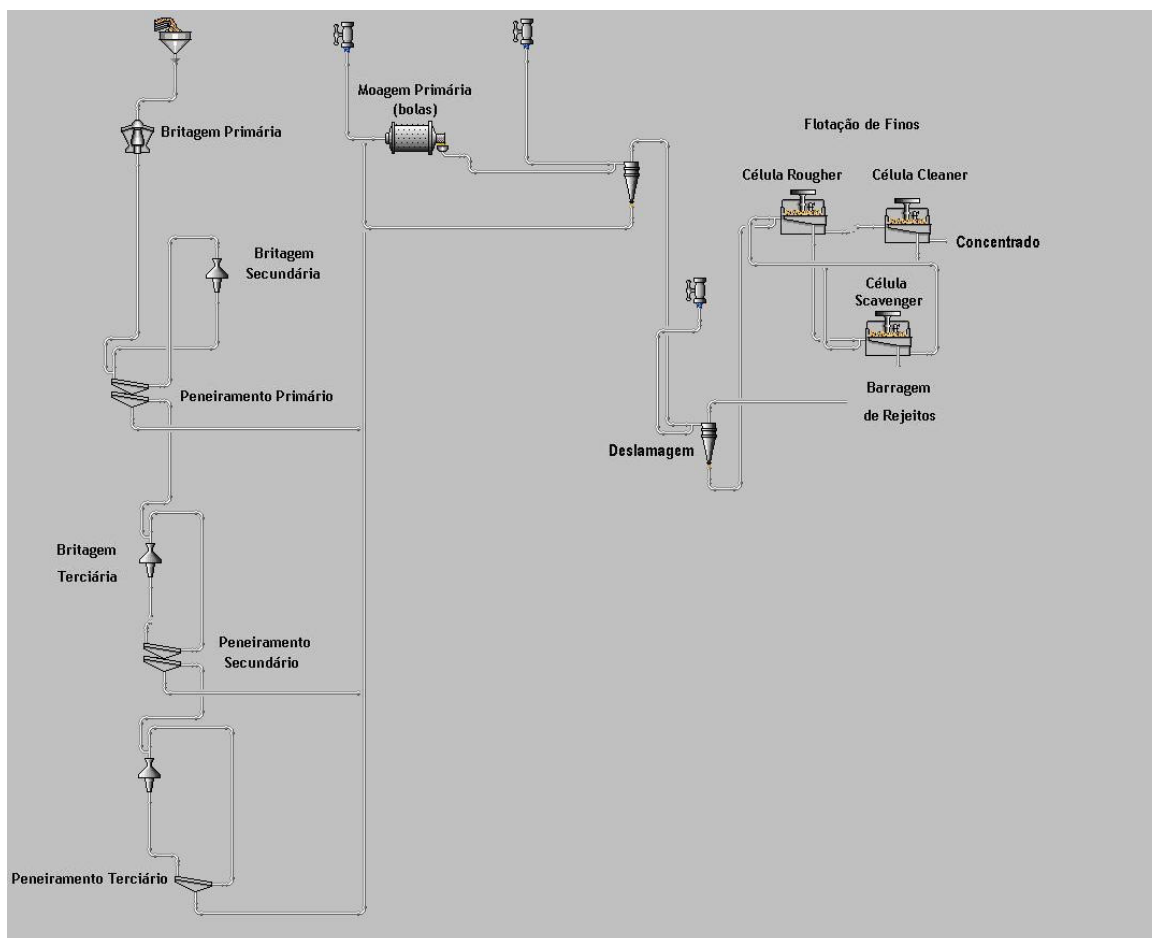 Moagem Primária
(bolas)
Britagem Primária
Flotação de Finos
Célula Rougher
Célula Cleaner
Concentrado
Britagem
Secundária
Célula
Scavenger
Peneiramento Primário
Barragem
de Rejeitos
Deslamagem
Britagem
Terciária
Peneiramento
Secundário
Peneiramento Terciário